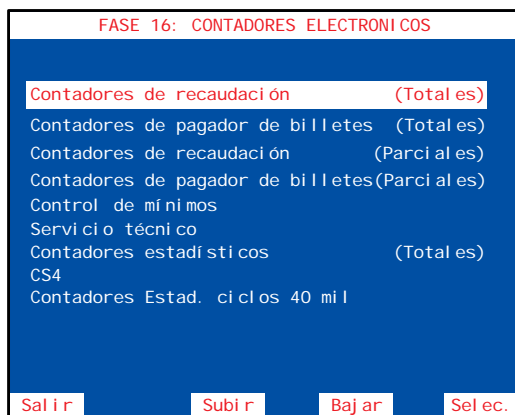 FASE 16: CONTADORES ELECTRONICOS
Contadores de recaudación (Totales)
Contadores de pagador de billetes (Totales)
Contadores de recaudación (Parciales)
Contadores de pagador de billetes(Parciales)
Control de mínimos
Servicio técnico
Contadores estadísticos (Totales)
CS4
Contadores Estad. ciclos 40 mil
Salir Subir Bajar Selec.